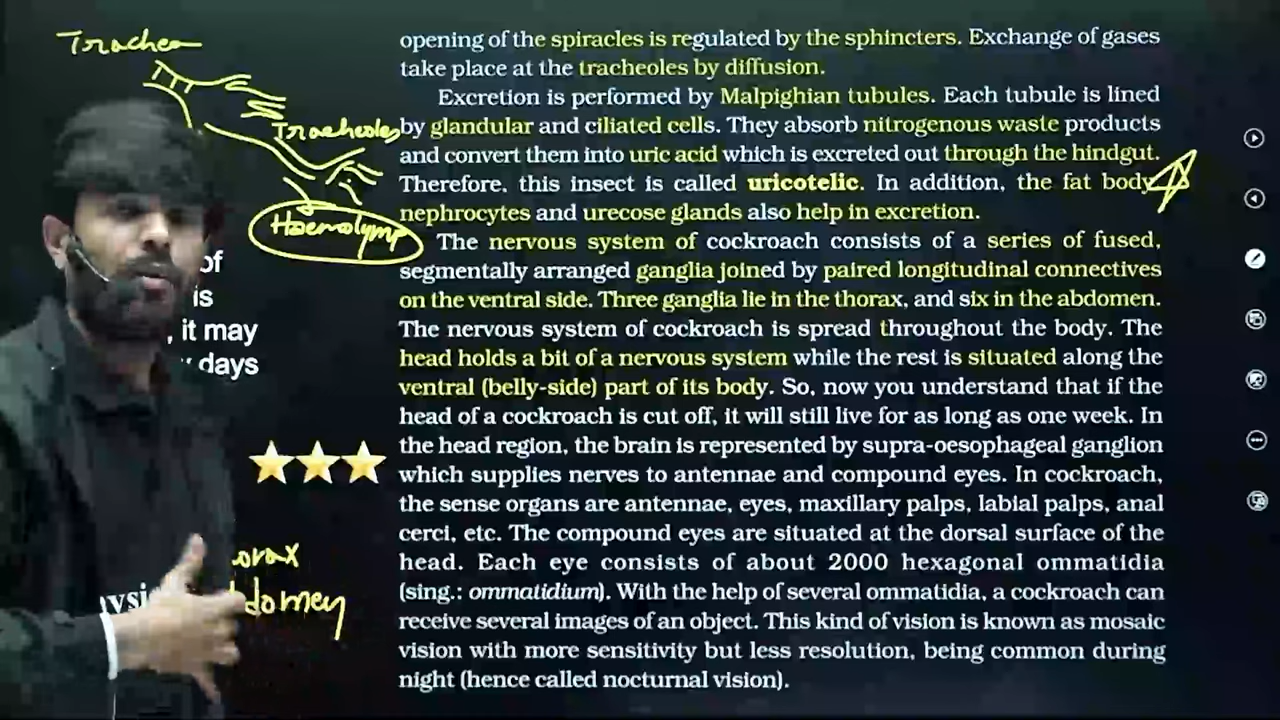 Trachea
Tracheoles
Haemolymp
of
is
, it may
days
orax
domen
opening of the spiracles is regulated by the sphincters. Exchange of gases
take place at the tracheoles by diffusion.
Excretion is performed by Malpighian tubules. Each tubule is lined
by glandular and ciliated cells. They absorb nitrogenous waste products
and convert them into uric acid which is excreted out through the hindgut.
Therefore, this insect is called uricotelic. In addition, the fat body
nephrocytes and urecose glands also help in excretion.
The nervous system of cockroach consists of a series of fused,
segmentally arranged ganglia joined by paired longitudinal connectives
on the ventral side. Three ganglia lie in the thorax, and six in the abdomen.
The nervous system of cockroach is spread throughout the body. The
head holds a bit of a nervous system while the rest is situated along the
ventral (belly-side) part of its body. So, now you understand that if the
head of a cockroach is cut off, it will still live for as long as one week. In
the head region, the brain is represented by supra-oesophageal ganglion
which supplies nerves to antennae and compound eyes. In cockroach,
the sense organs are antennae, eyes, maxillary palps, labial palps, anal
cerci, etc. The compound eyes are situated at the dorsal surface of the
head. Each eye consists of about 2000 hexagonal ommatidia
(sing.: ommatidium). With the help of several ommatidia, a cockroach can
receive several images of an object. This kind of vision is known as mosaic
vision with more sensitivity but less resolution, being common during
night (hence called nocturnal vision).